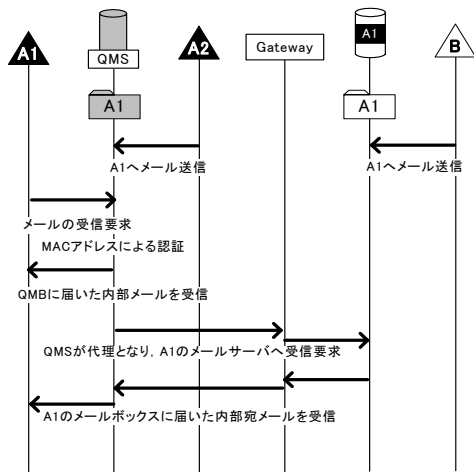 A1
QMS
A2
Gateway
A1
B
A1
A1
A1へメール送信
A1へメール送信
メールの受信要求
MACアドレスによる認証
QMBに届いた内部メールを受信
QMSが代理となり，A1のメールサーバへ受信要求
A1のメールボックスに届いた内部宛メールを受信